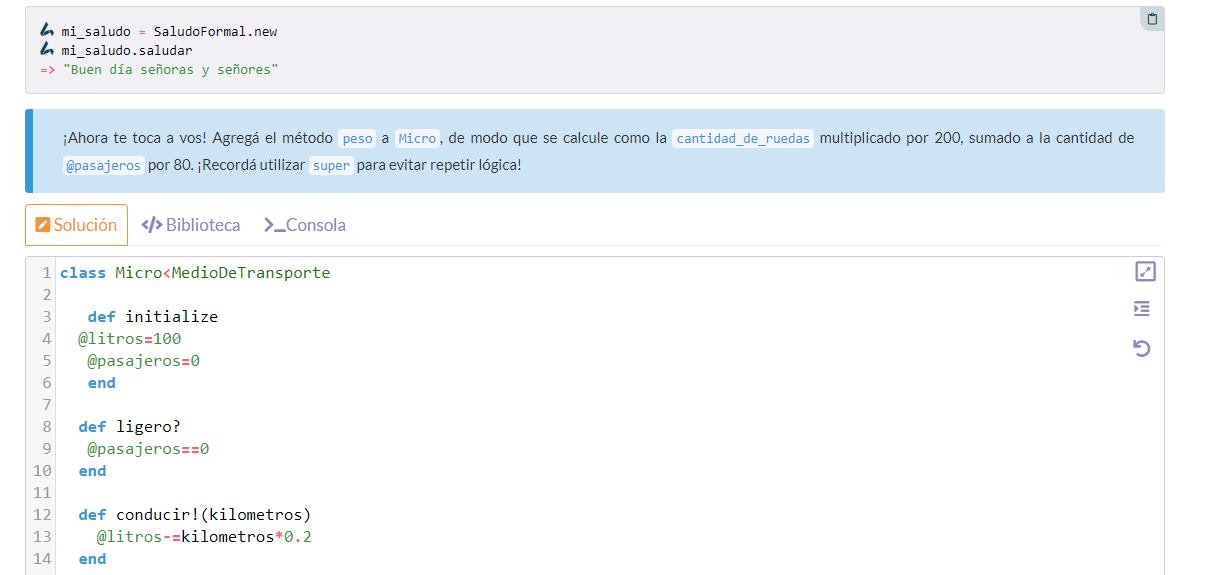 mi_saludo = SaludoFormal.new
mi_saludo.saludar
=> "Buen día señoras y señores"
¡Ahora te toca a vos! Agregá el método peso a Micro, de modo que se calcule como la cantidad_de_ruedas multiplicado por 200, sumado a la cantidad de
@pasajeros por 80. ¡Recordá utilizar super para evitar repetir lógica!
Solución </> Biblioteca >_Consola
1 class Micro<MedioDeTransporte
2
3 def initialize
4 @litros=100
5 @pasajeros=0
6 end
7
8 def ligero?
9 @pasajeros==0
10 end
11
12 def conducir!(kilometros)
13 @litros-=kilometros*0.2
14 end